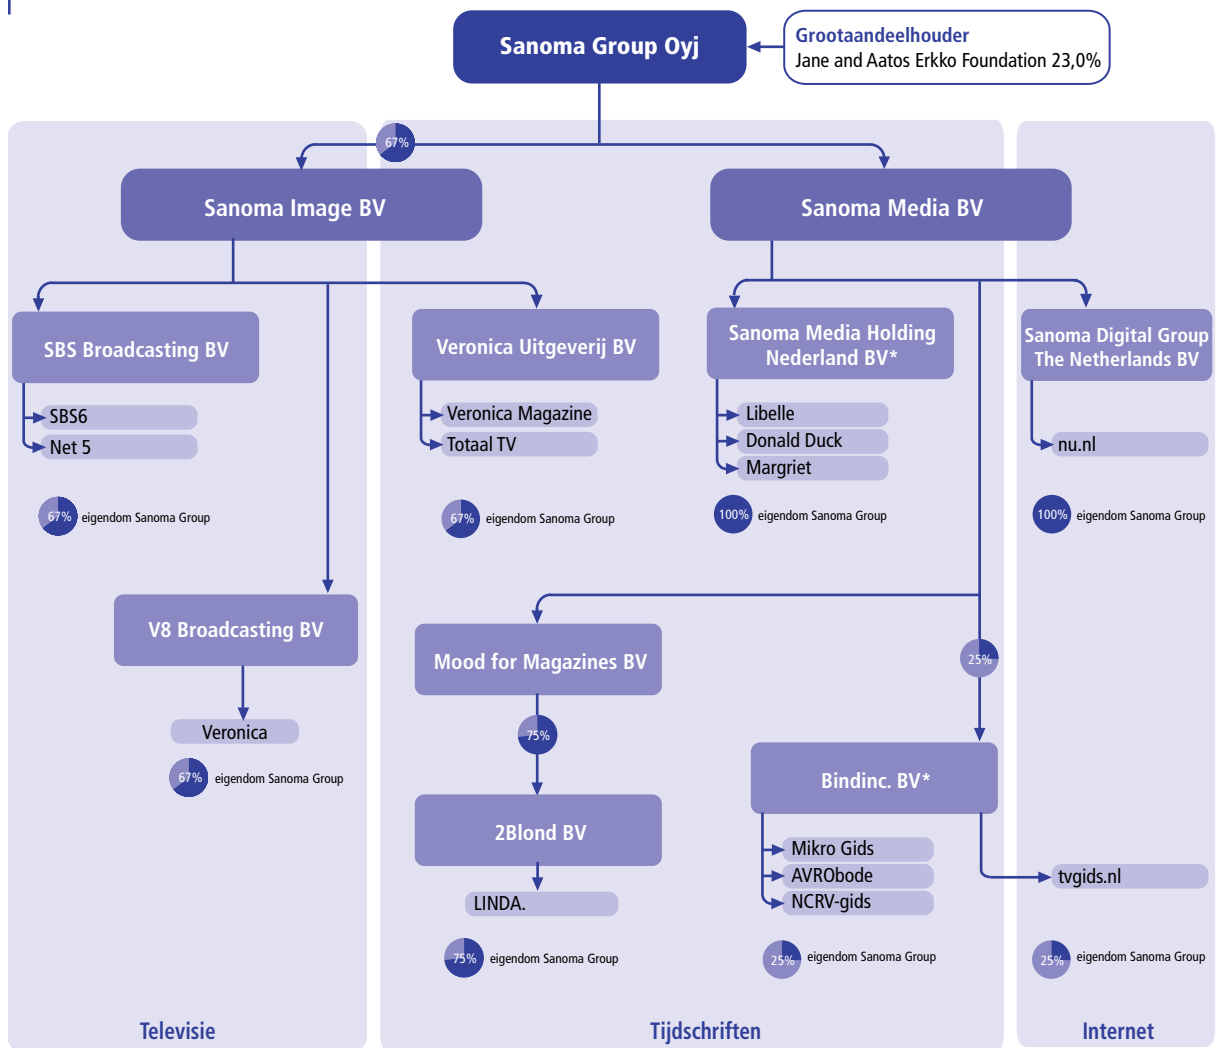 Sanoma Group Oyj
Grootaandeelhouder
Jane and Aatos Erkko Foundation 23,0%
67%
Sanoma Image BV
Sanoma Media BV
SBS Broadcasting BV
SBS6
Net 5
67% eigendom Sanoma Group
Veronica Uitgeverij BV
Veronica Magazine
Totaal TV
67% eigendom Sanoma Group
Sanoma Media Holding
Nederland BV*
Libelle
Donald Duck
Margriet
100% eigendom Sanoma Group
Sanoma Digital Group
The Netherlands BV
nu.nl
100% eigendom Sanoma Group
V8 Broadcasting BV
Veronica
67% eigendom Sanoma Group
Mood for Magazines BV
75%
2Blond BV
LINDA.
75% eigendom Sanoma Group
25%
Bindinc. BV*
Mikro Gids
AVRObode
NCRV-gids
25% eigendom Sanoma Group
tvgids.nl
25% eigendom Sanoma Group
Televisie
Tijdschriften
Internet